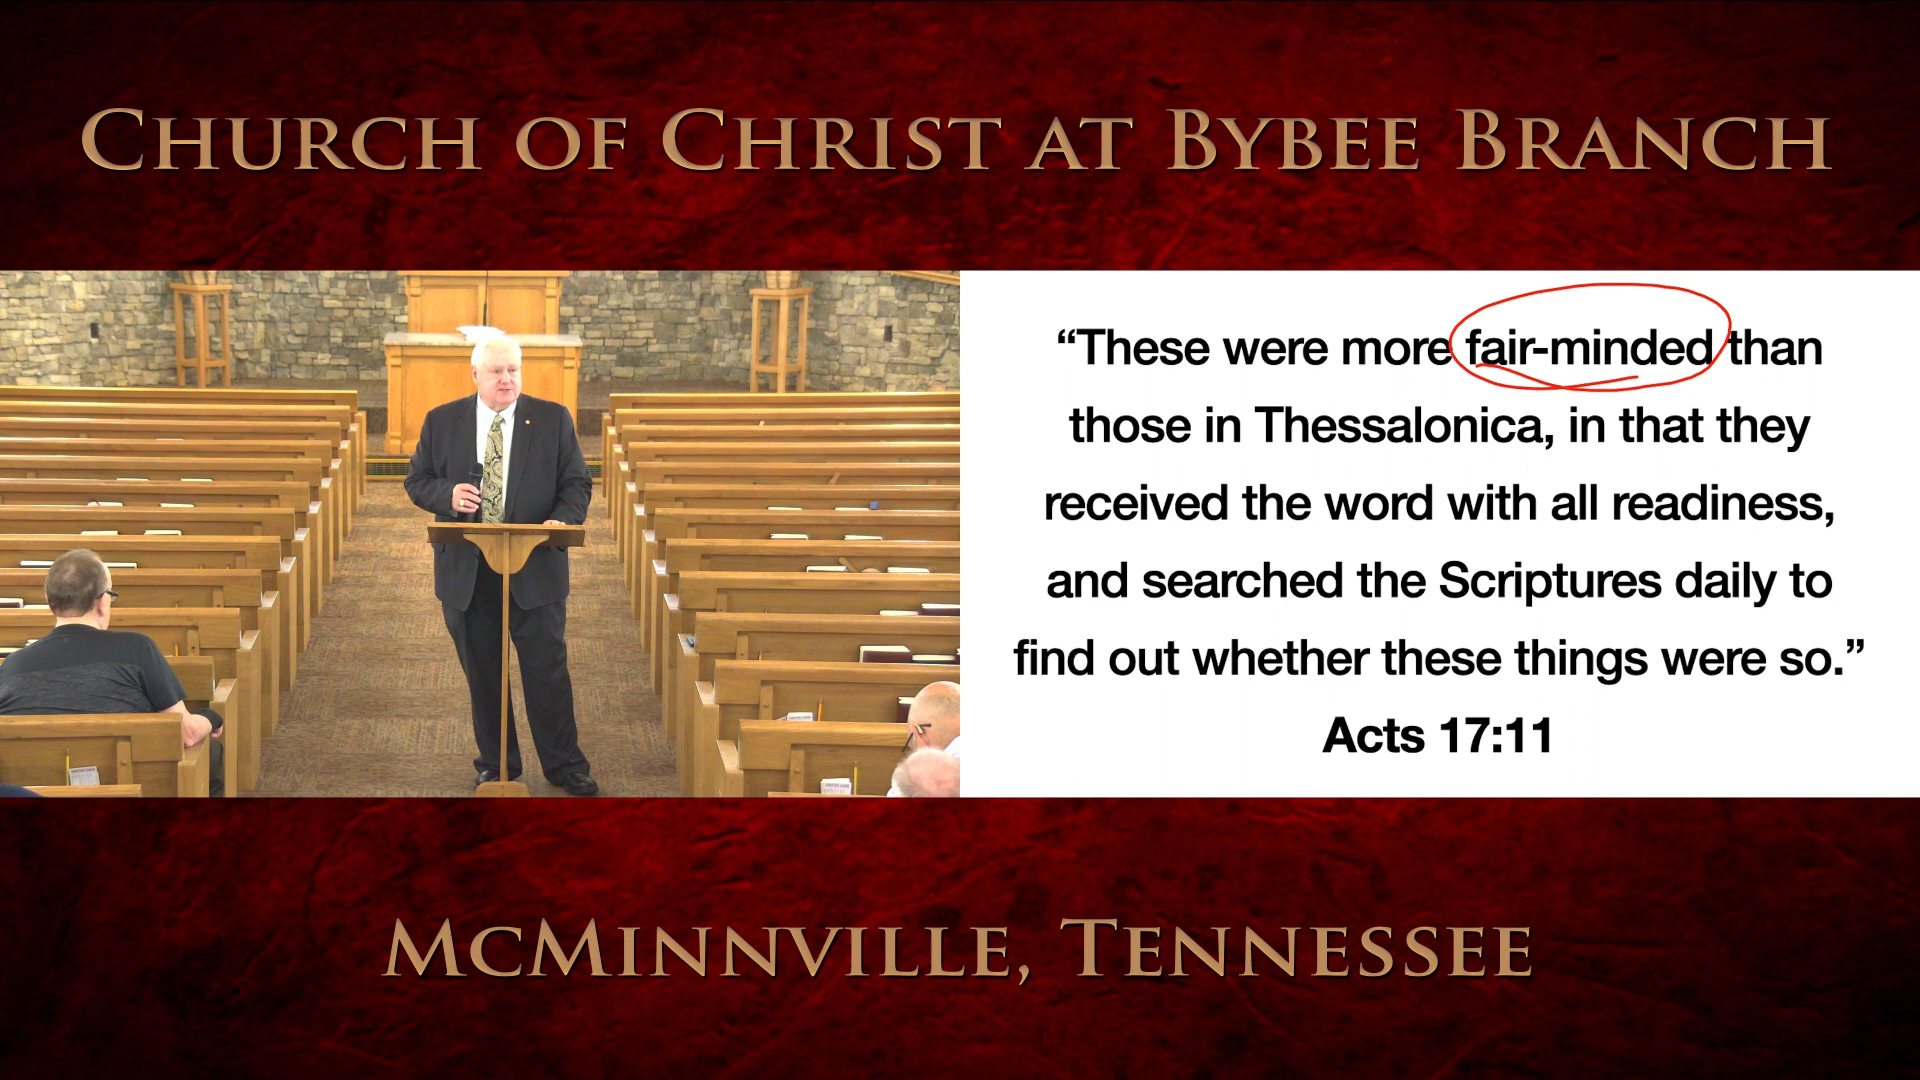 CHURCH OF CHRIST AT BYBEE BRANCH
“These were more fair-minded than
those in Thessalonica, in that they
received the word with all readiness,
and searched the Scriptures daily to
find out whether these things were so.”
Acts 17:11
MCMINNVILLE, TENNESSEE